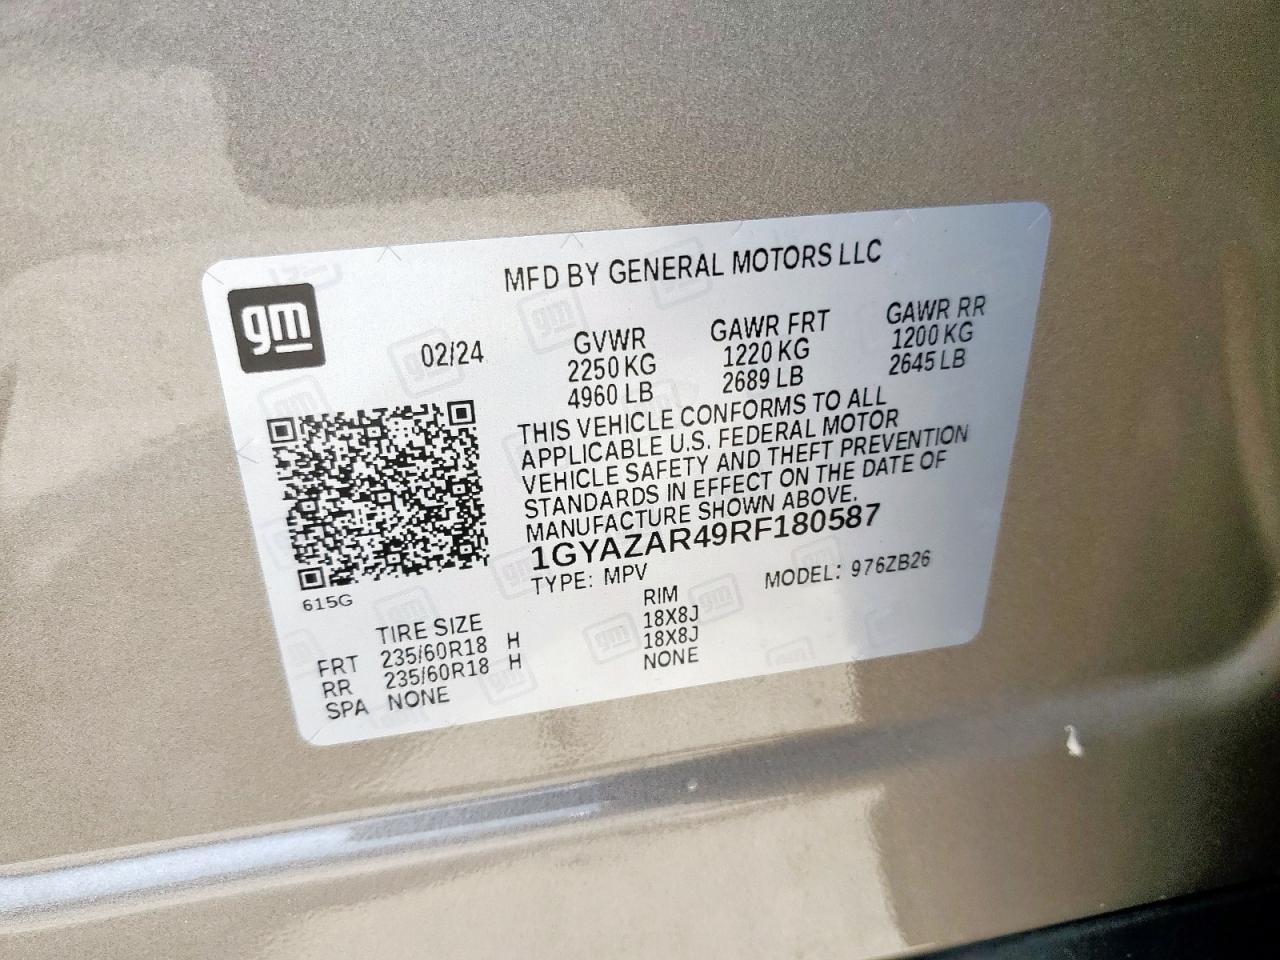 MFD BY GENERAL MOTORS LLC
gm
02/24
GVWR GAWR FRT GAWR RR
2250 KG 1220 KG 1200 KG
4960 LB 2689 LB 2645 LB
THIS VEHICLE CONFORMS TO ALL
APPLICABLE U.S. FEDERAL MOTOR
VEHICLE SAFETY AND THEFT PREVENTION
STANDARDS IN EFFECT ON THE DATE OF
MANUFACTURE SHOWN ABOVE.
1GYAZAR49RF180587
TYPE: MPV MODEL: 976ZB26
615G
TIRE SIZE RIM
FRT 235/60R18 H 18X8J
RR 235/60R18 H 18X8J
SPA NONE NONE